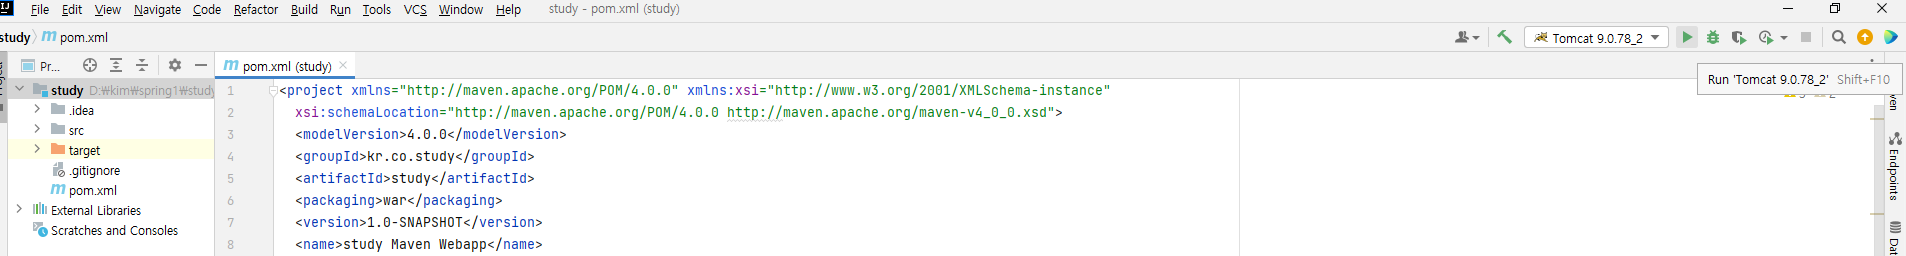 IJ File Edit View Navigate Code Refactor Build Run Tools VCS Window Help study - pom.xml (study)
study m pom.xml Tomcat 9.0.78_2
Pr... pom.xml (study)
Run 'Tomcat 9.0.78_2' Shift+F10
study D:₩kim₩spring1₩study
.idea
src
target
.gitignore
pom.xml
External Libraries
Scratches and Consoles
1 <project xmlns="http://maven.apache.org/POM/4.0.0" xmlns:xsi="http://www.w3.org/2001/XMLSchema-instance"
2 xsi:schemaLocation="http://maven.apache.org/POM/4.0.0 http://maven.apache.org/maven-v4_0_0.xsd">
3 <modelVersion>4.0.0</modelVersion>
4 <groupId>kr.co.study</groupId>
5 <artifactId>study</artifactId>
6 <packaging>war</packaging>
7 <version>1.0-SNAPSHOT</version>
8 <name>study Maven Webapp</name>
Endpoints